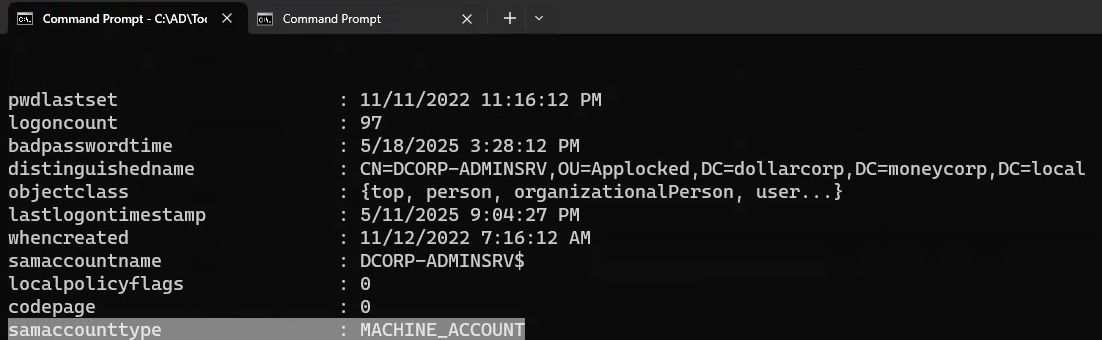 Command Prompt - C:\AD\Too
Command Prompt
pwdlastset : 11/11/2022 11:16:12 PM
logoncount : 97
badpasswordtime : 5/18/2025 3:28:12 PM
distinguishedname : CN=DCORP-ADMINSRV,OU=Applocked,DC=dollarcorp,DC=moneycorp,DC=local
objectclass : {top, person, organizationalPerson, user...}
lastlogontimestamp : 5/11/2025 9:04:27 PM
whencreated : 11/12/2022 7:16:12 AM
samaccountname : DCORP-ADMINSRV$
localpolicyflags : 0
codepage : 0
samaccounttype : MACHINE_ACCOUNT